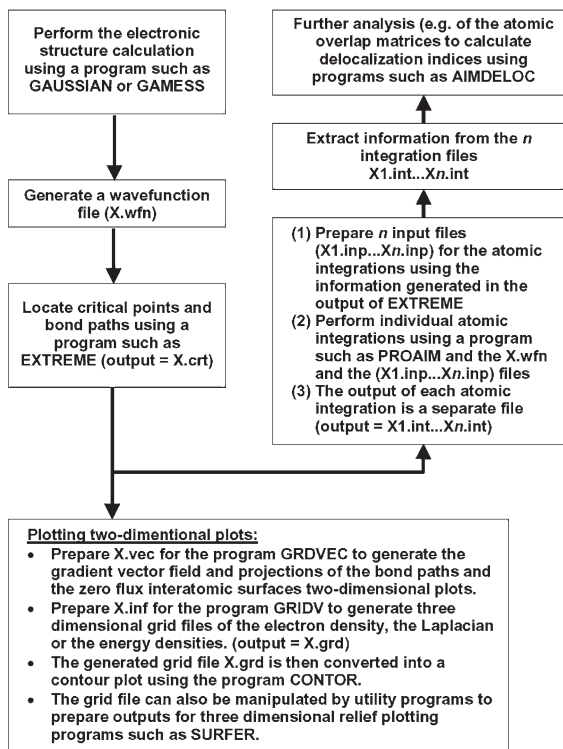 Perform the electronic
structure calculation
using a program such as
GAUSSIAN or GAMESS
Generate a wavefunction
file (X.wfn)
Locate critical points and
bond paths using a
program such as
EXTREME (output = X.crt)
Further analysis (e.g. of the atomic
overlap matrices to calculate
delocalization indices using
programs such as AIMDELOC
Extract information from the n
integration files
X1.int...Xn.int
(1) Prepare n input files
(X1.inp...Xn.inp) for the atomic
integrations using the
information generated in the
output of EXTREME
(2) Perform individual atomic
integrations using a program
such as PROAIM and the X.wfn
and the (X1.inp...Xn.inp) files
(3) The output of each atomic
integration is a separate file
(output = X1.int...Xn.int)
Plotting two-dimentional plots:
• Prepare X.vec for the program GRDVEC to generate the
gradient vector field and projections of the bond paths and
the zero flux interatomic surfaces two-dimensional plots.
• Prepare X.inf for the program GRIDV to generate three
dimensional grid files of the electron density, the Laplacian
or the energy densities. (output = X.grd)
• The generated grid file X.grd is then converted into a
contour plot using the program CONTOR.
• The grid file can also be manipulated by utility programs to
prepare outputs for three dimensional relief plotting
programs such as SURFER.